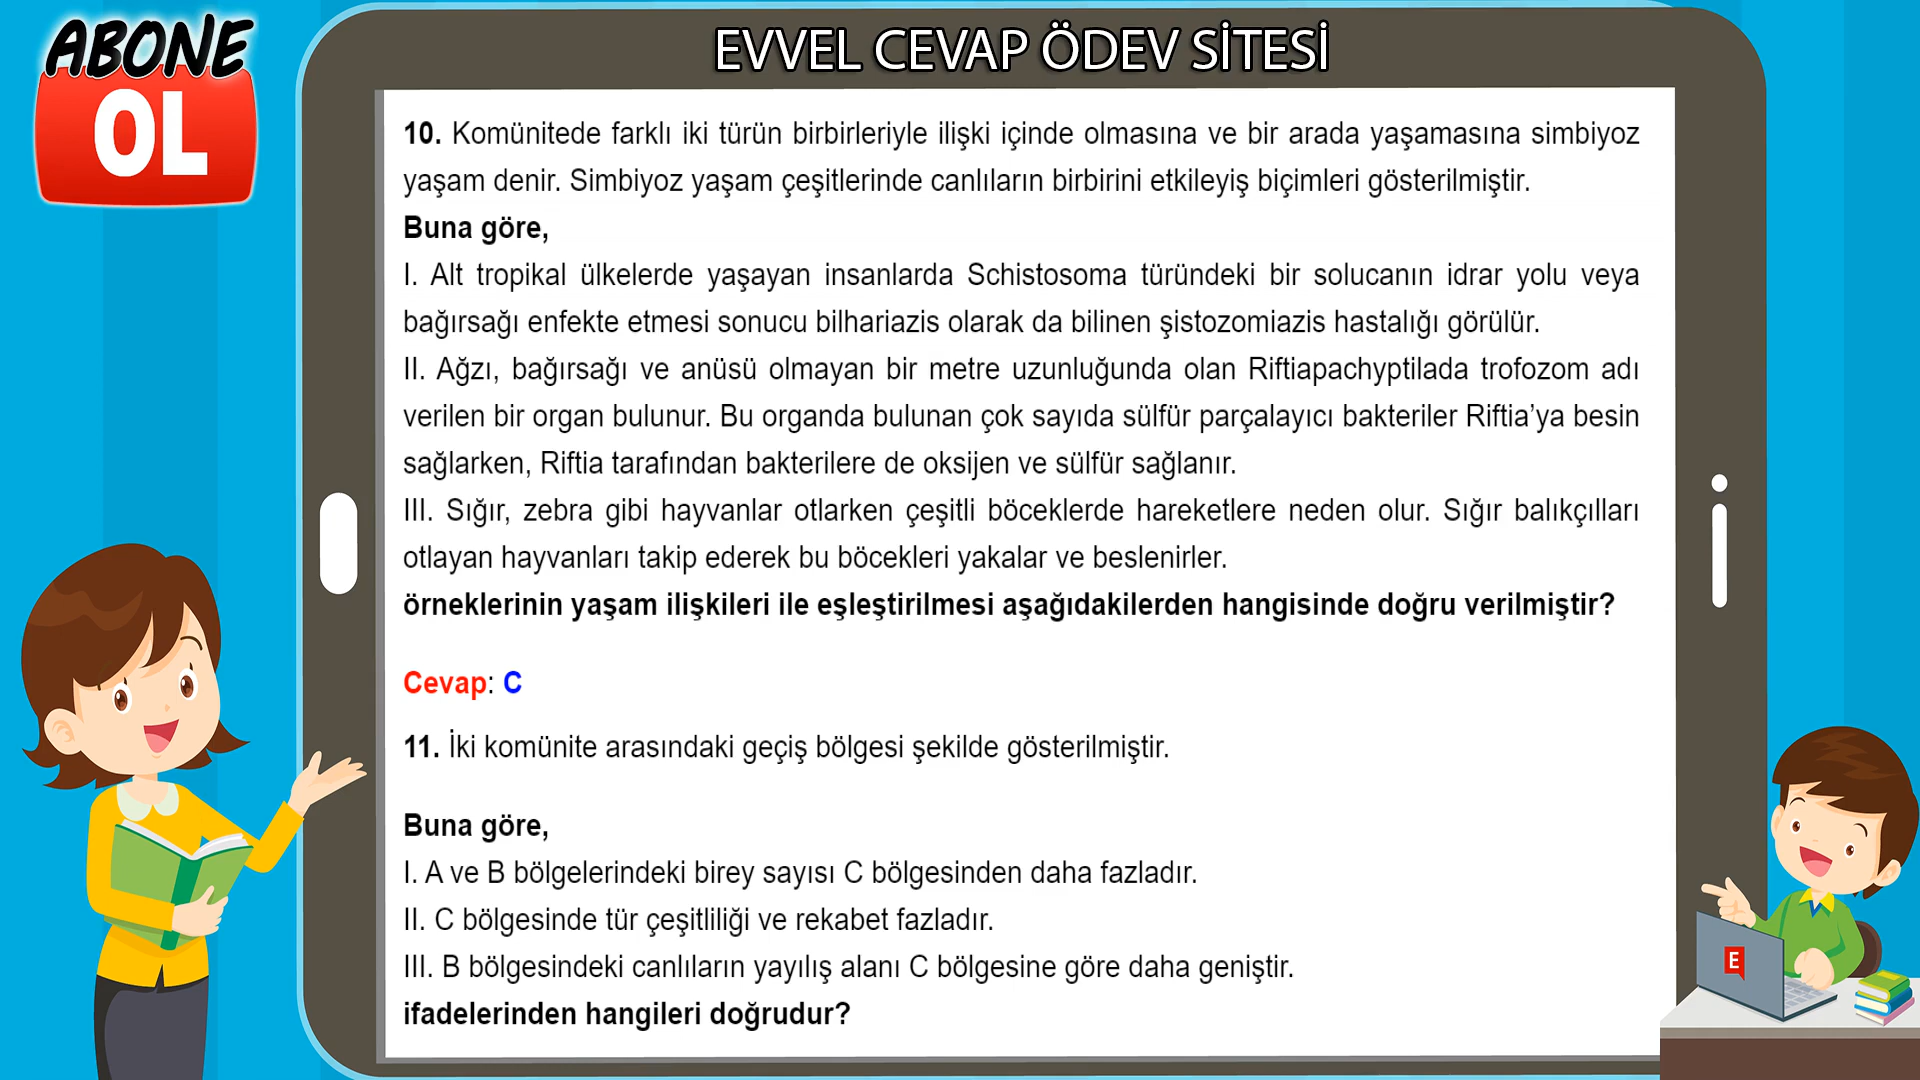 ABONE
OL
EVVEL CEVAP ÖDEV SİTESİ
10. Komünitede farklı iki türün birbirleriyle ilişki içinde olmasına ve bir arada yaşamasına simbiyoz
yaşam denir. Simbiyoz yaşam çeşitlerinde canlıların birbirini etkileyiş biçimleri gösterilmiştir.
Buna göre,
I. Alt tropikal ülkelerde yaşayan insanlarda Schistosoma türündeki bir solucanın idrar yolu veya
bağırsağı enfekte etmesi sonucu bilhariazis olarak da bilinen şistozomiazis hastalığı görülür.
II. Ağzı, bağırsağı ve anüsü olmayan bir metre uzunluğunda olan Riftiapachyptilada trofozom adı
verilen bir organ bulunur. Bu organda bulunan çok sayıda sülfür parçalayıcı bakteriler Riftia’ya besin
sağlarken, Riftia tarafından bakterilere de oksijen ve sülfür sağlanır.
III. Sığır, zebra gibi hayvanlar otlarken çeşitli böceklerde hareketlere neden olur. Sığır balıkçılları
otlayan hayvanları takip ederek bu böcekleri yakalar ve beslenirler.
örneklerinin yaşam ilişkileri ile eşleştirilmesi aşağıdakilerden hangisinde doğru verilmiştir?
Cevap: C
11. İki komünite arasındaki geçiş bölgesi şekilde gösterilmiştir.
Buna göre,
I. A ve B bölgelerindeki birey sayısı C bölgesinden daha fazladır.
II. C bölgesinde tür çeşitliliği ve rekabet fazladır.
III. B bölgesindeki canlıların yayılış alanı C bölgesine göre daha geniştir.
ifadelerinden hangileri doğrudur?
E